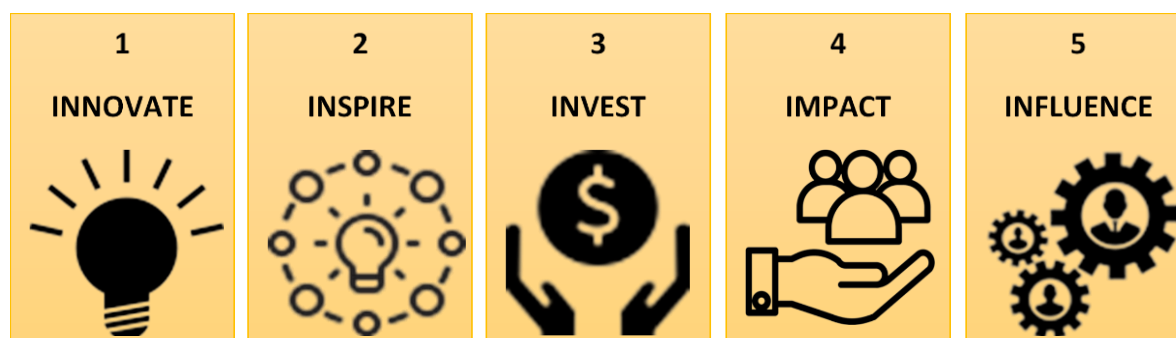 1
INNOVATE
2
INSPIRE
3
INVEST
$
4
IMPACT
5
INFLUENCE